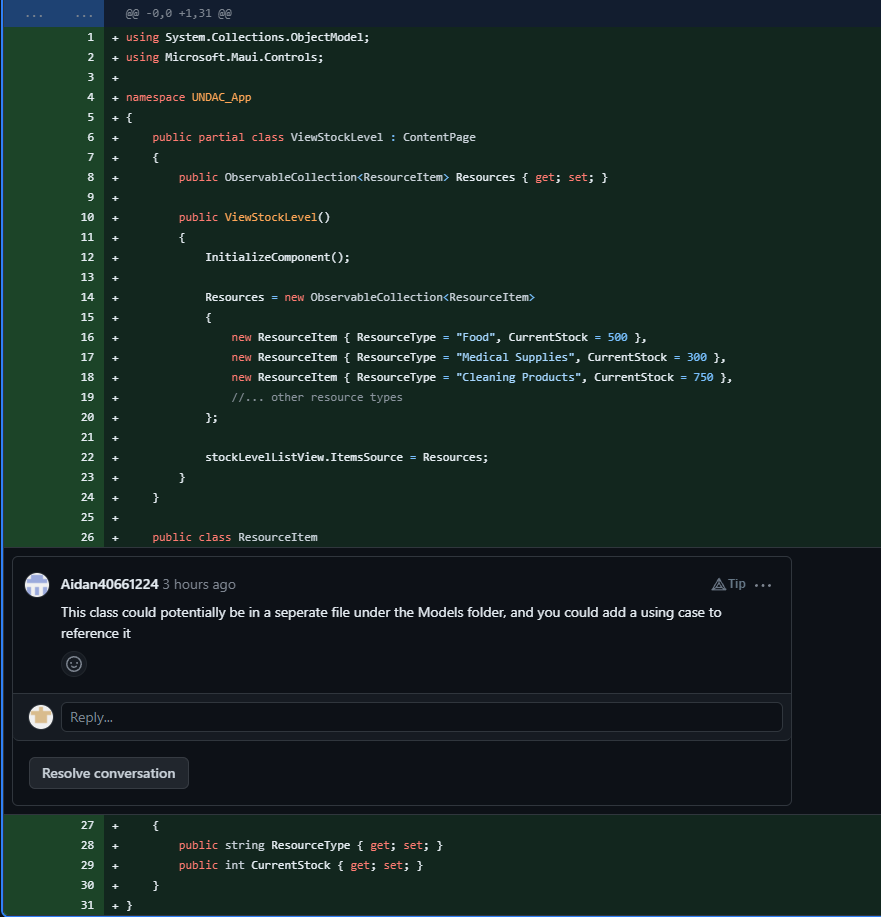 ... ... @@ -0,0 +1,31 @@
1 + using System.Collections.ObjectModel;
2 + using Microsoft.Maui.Controls;
3 +
4 + namespace UNDAC_App
5 + {
6 + public partial class ViewStockLevel : ContentPage
7 + {
8 + public ObservableCollection<ResourceItem> Resources { get; set; }
9 +
10 + public ViewStockLevel()
11 + {
12 + InitializeComponent();
13 +
14 + Resources = new ObservableCollection<ResourceItem>
15 + {
16 + new ResourceItem { ResourceType = "Food", CurrentStock = 500 },
17 + new ResourceItem { ResourceType = "Medical Supplies", CurrentStock = 300 },
18 + new ResourceItem { ResourceType = "Cleaning Products", CurrentStock = 750 },
19 + //... other resource types
20 + };
21 +
22 + stockLevelListView.ItemsSource = Resources;
23 + }
24 + }
25 +
26 + public class ResourceItem
Aidan40661224 3 hours ago Tip ...
This class could potentially be in a seperate file under the Models folder, and you could add a using case to
reference it
Reply...
Resolve conversation
27 + {
28 + public string ResourceType { get; set; }
29 + public int CurrentStock { get; set; }
30 + }
31 + }